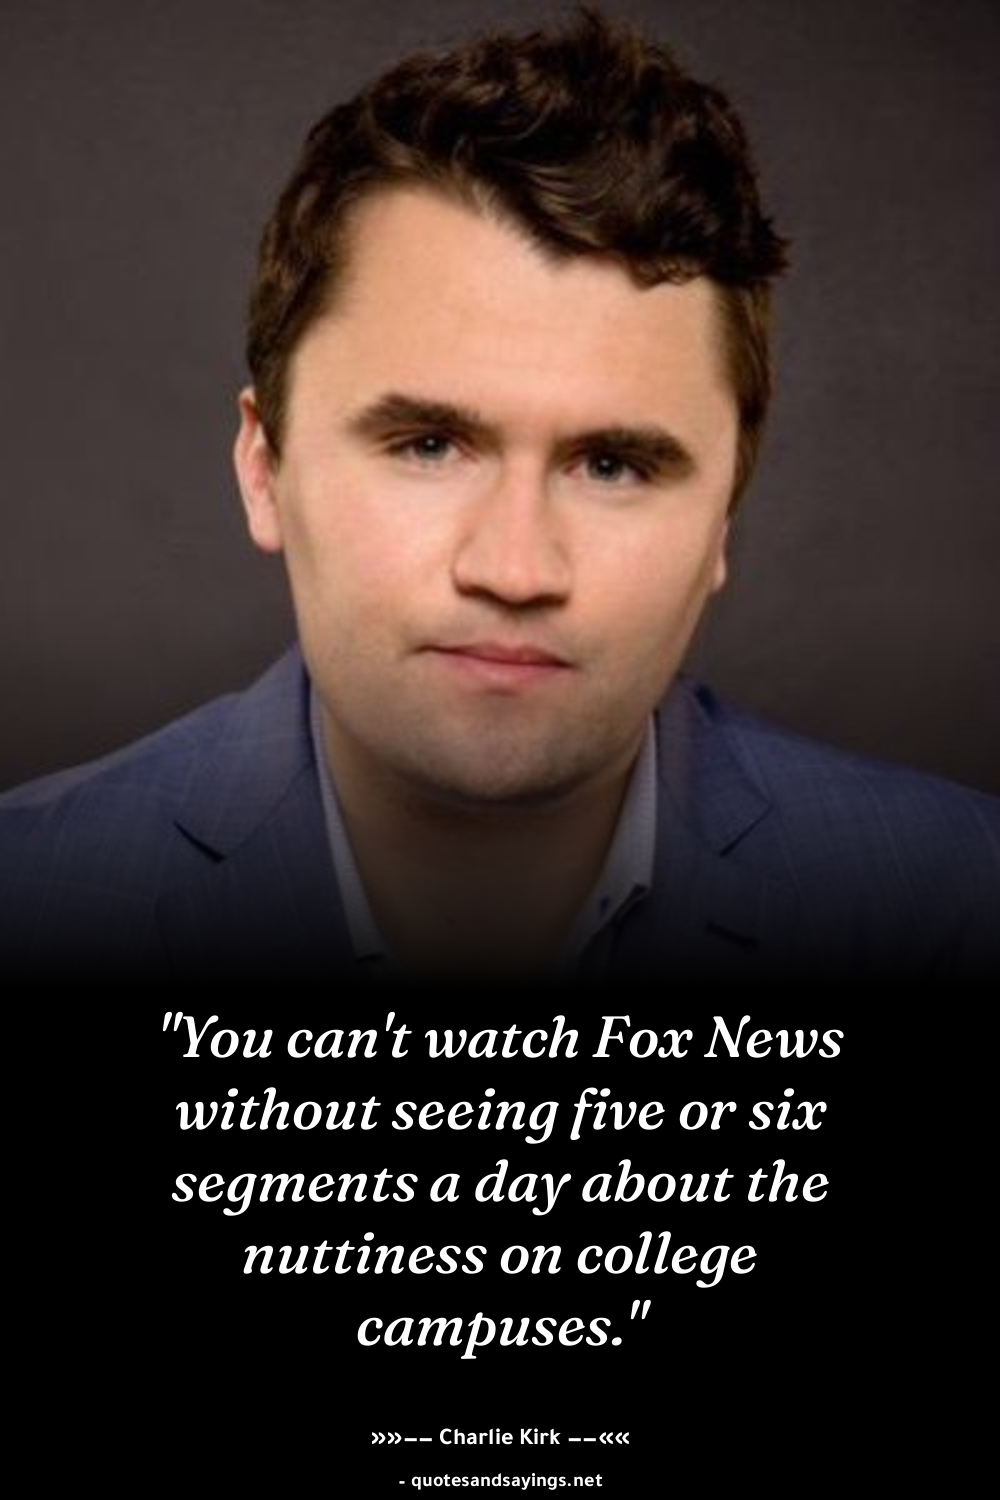 "You can't watch Fox News
without seeing five or six
segments a day about the
nuttiness on college
campuses."
»»−− Charlie Kirk −−««
- quotesandsayings.net